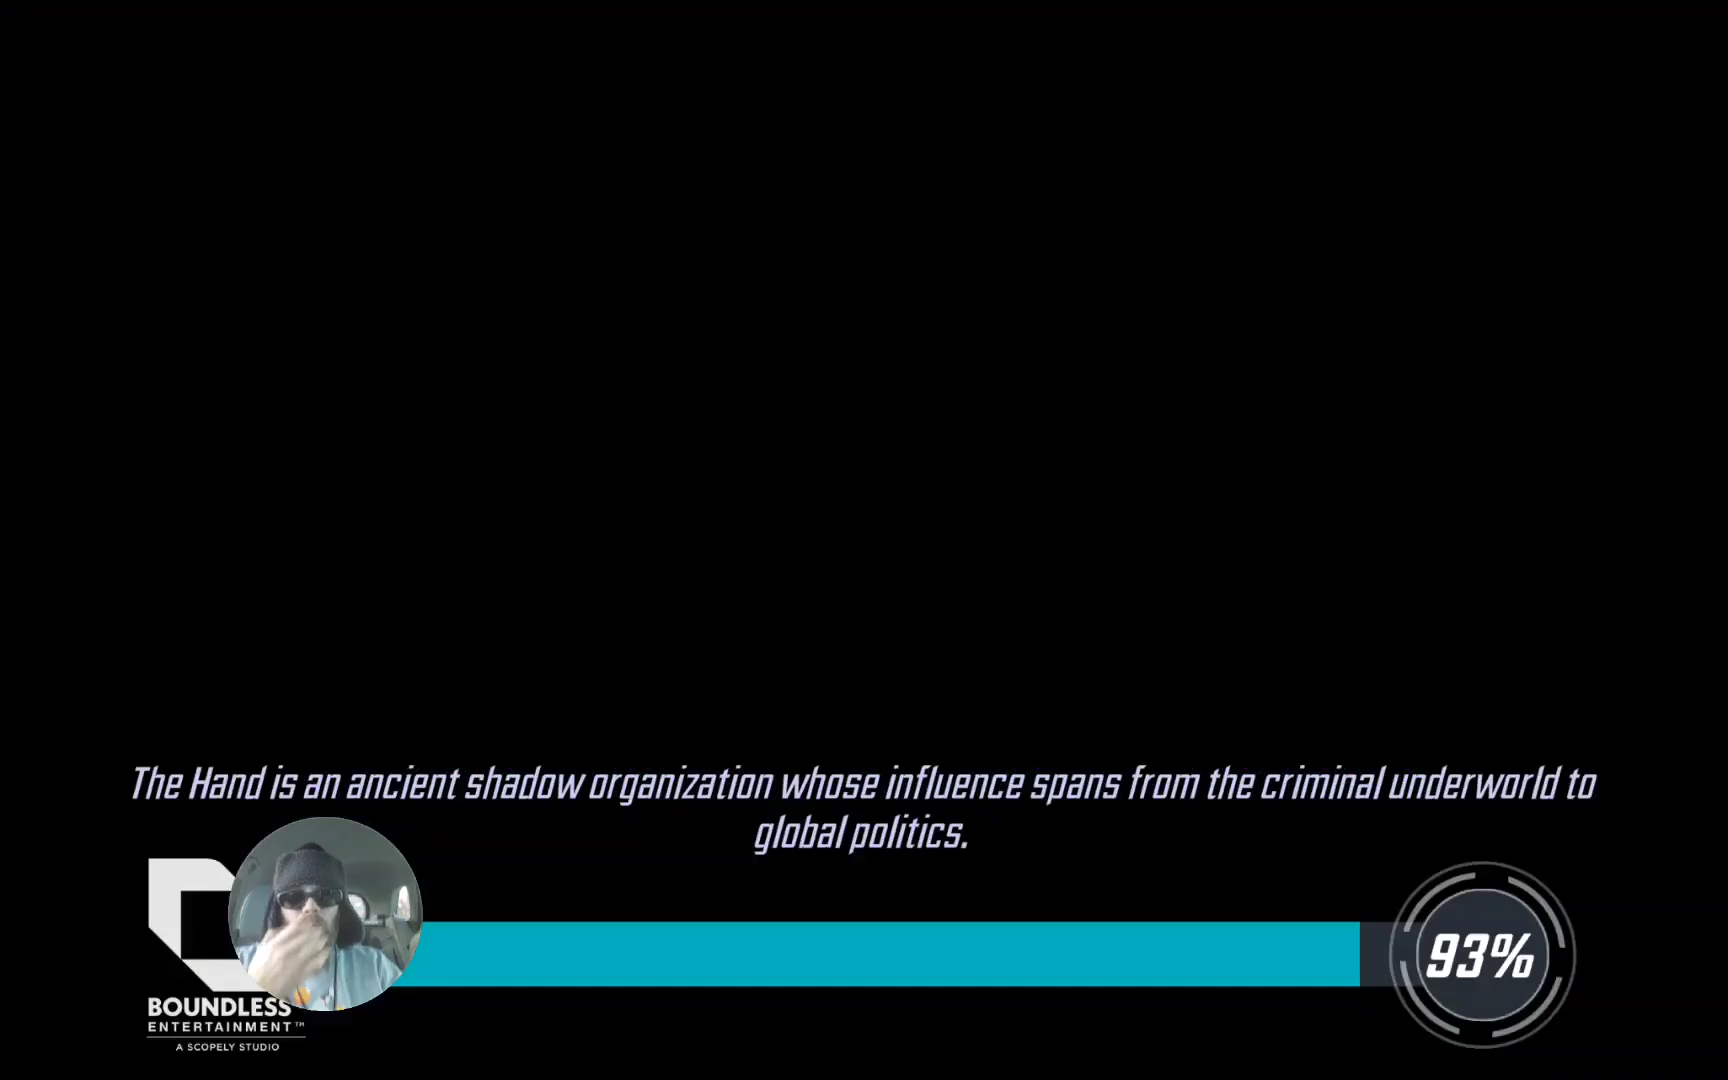 The Hand is an ancient shadow organization whose influence spans from the criminal underworld to
global politics.
93%
BOUNDLESS
ENTERTAINMENT™
A SCOPELY STUDIO